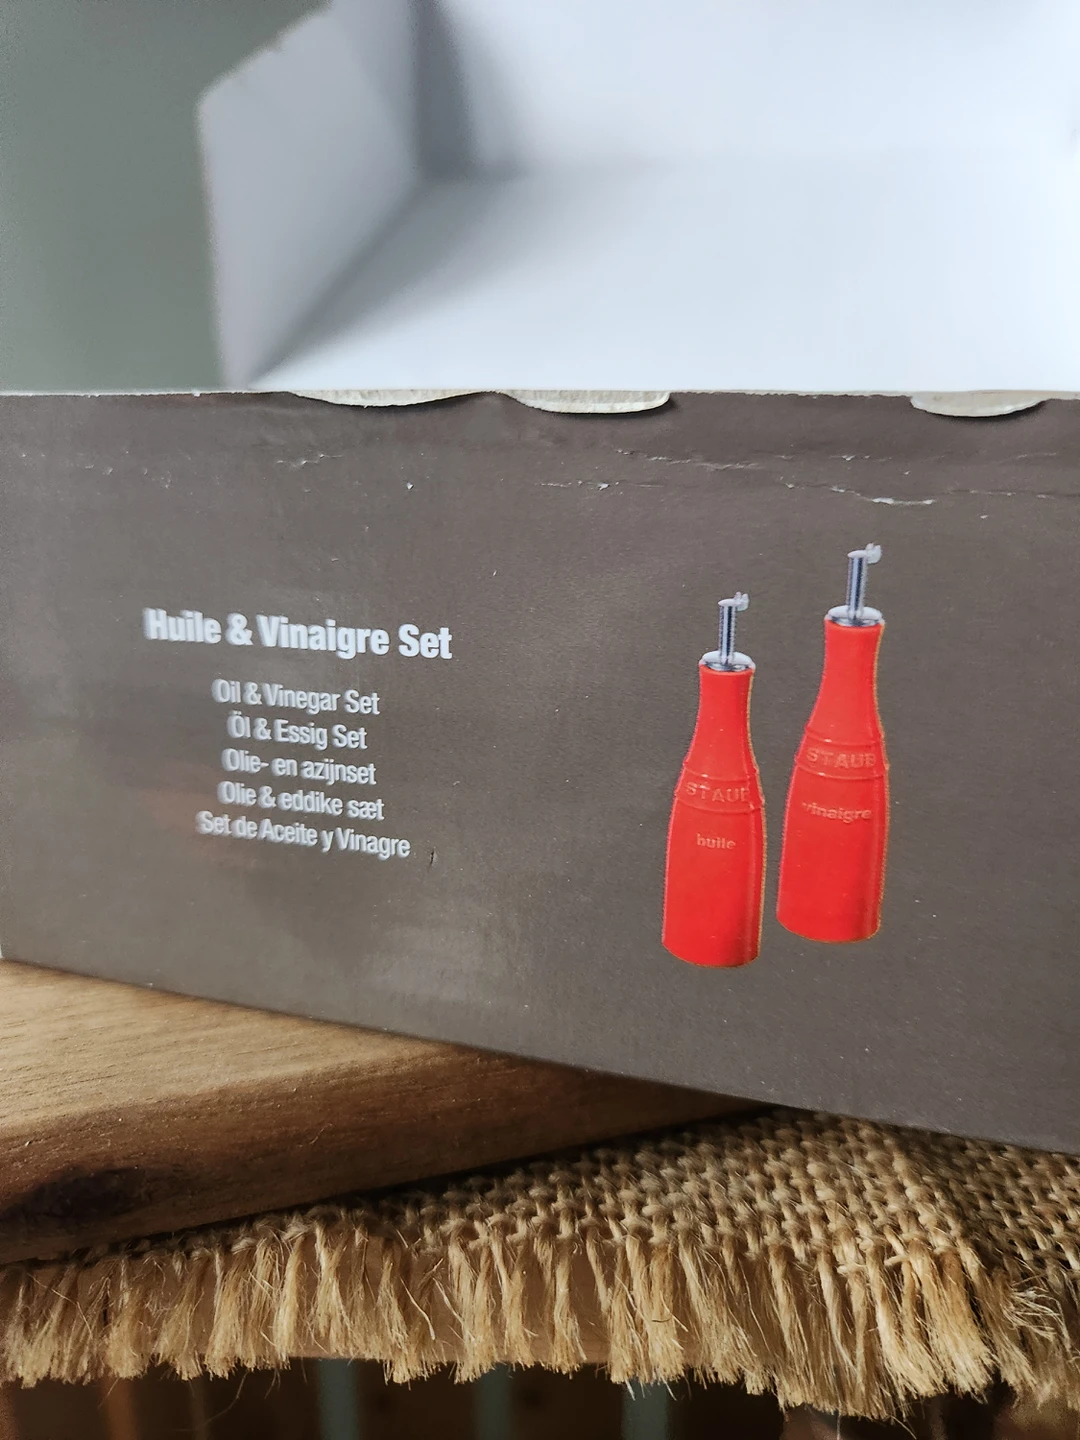 Huile & Vinaigre Set
Oil & Vinegar Set
Öl & Essig Set
Olie- en azijnset
Olie & eddike sæt
Set de Aceite y Vinagre
STAUB
huile
STAUB
vinaigre